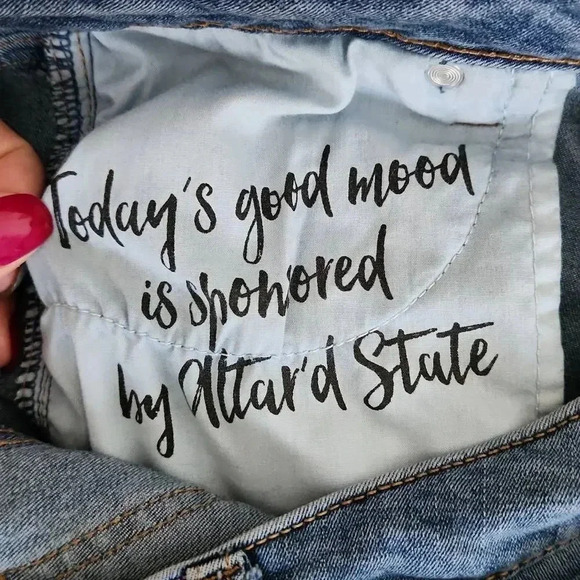 Today's good mood
is sponsored
by Altar'd State